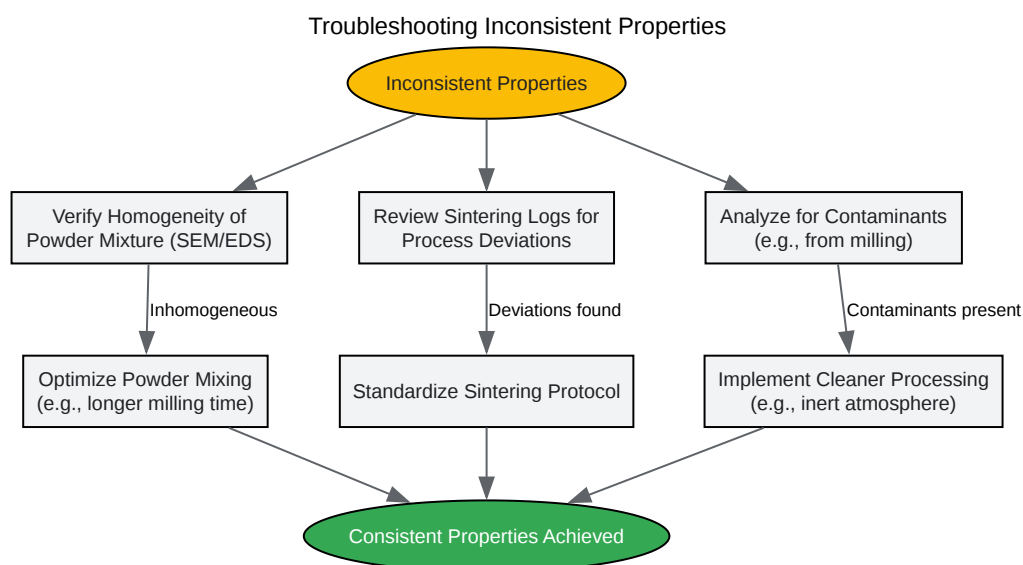 Troubleshooting Inconsistent Properties
Inconsistent Properties
Verify Homogeneity of
Powder Mixture (SEM/EDS)
Review Sintering Logs for
Process Deviations
Analyze for Contaminants
(e.g., from milling)
Inhomogeneous
Deviations found
Contaminants present
Optimize Powder Mixing
(e.g., longer milling time)
Standardize Sintering Protocol
Implement Cleaner Processing
(e.g., inert atmosphere)
Consistent Properties Achieved